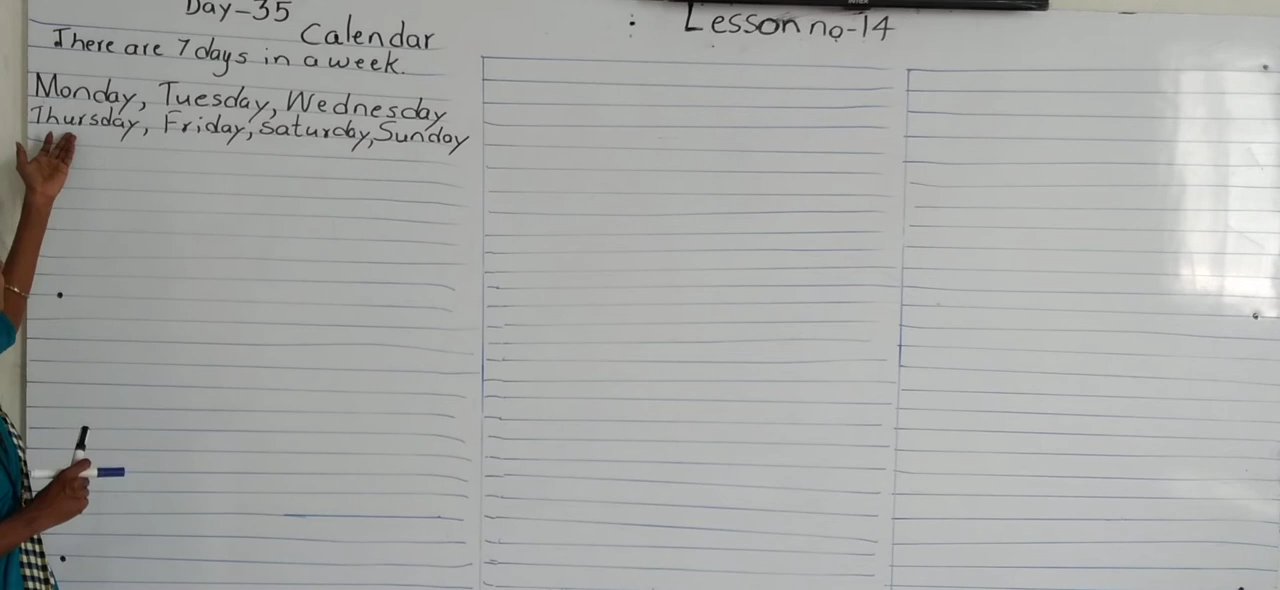 Day-35
: Lesson no-14
Calendar
There are 7 days in a week.
Monday, Tuesday, Wednesday
Thursday, Friday, Saturday, Sunday